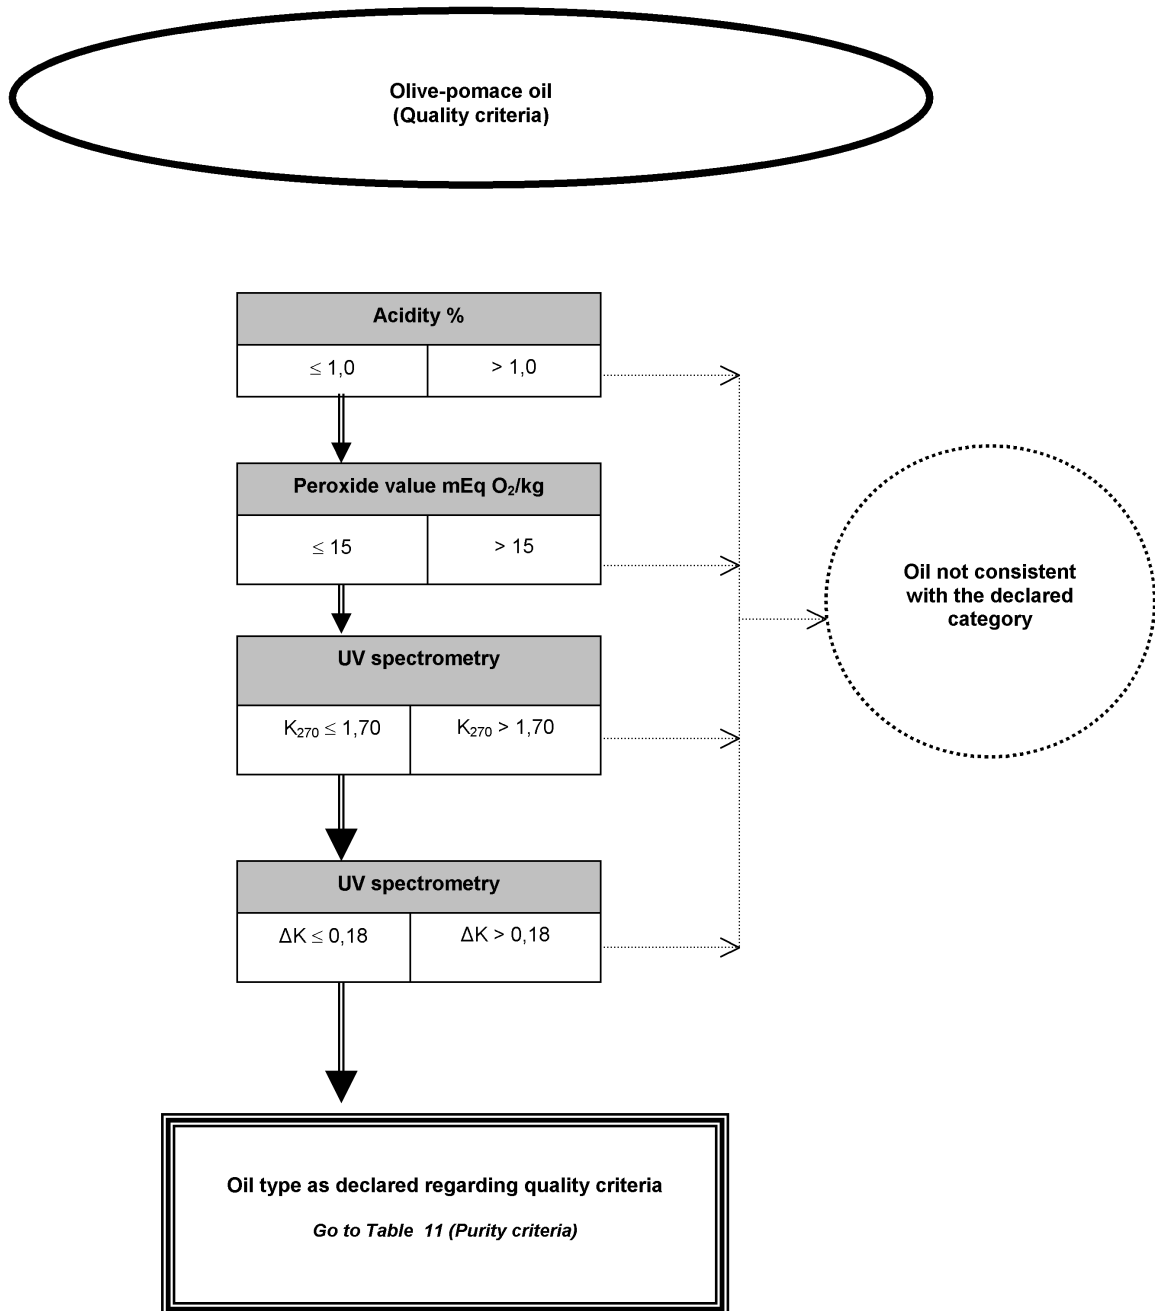 Olive-pomace oil
(Quality criteria)
Acidity %
≤ 1,0
> 1,0
Peroxide value mEq O₂/kg
≤ 15
> 15
Oil not consistent
with the declared
category
UV spectrometry
K₂₇₀ ≤ 1,70
K₂₇₀ > 1,70
UV spectrometry
ΔK ≤ 0,18
ΔK > 0,18
Oil type as declared regarding quality criteria
Go to Table 11 (Purity criteria)